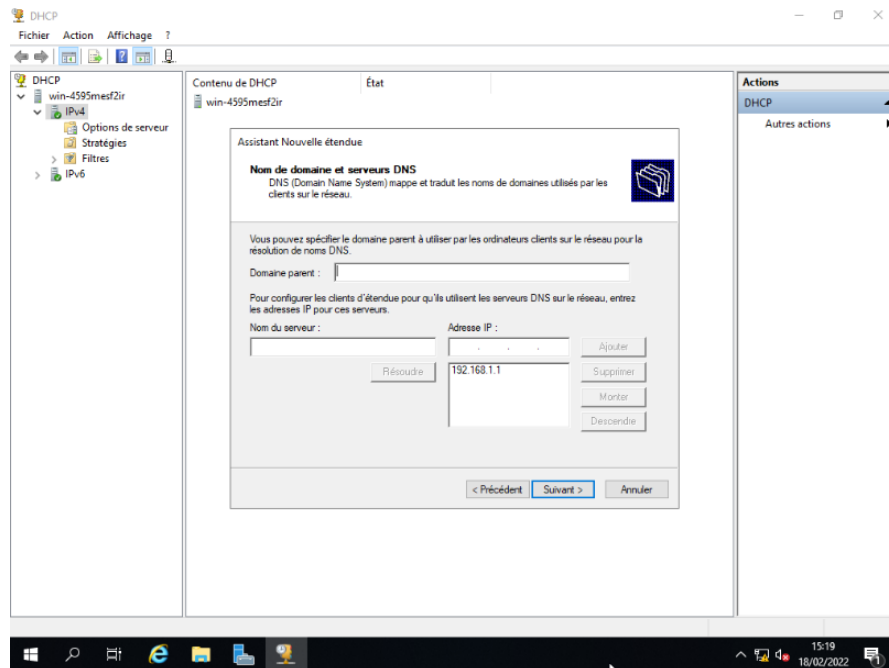 DHCP
Fichier Action Affichage ?
DHCP
win-4595mesf2ir
IPv4
Options de serveur
Stratégies
Filtres
IPv6
Contenu de DHCP État
win-4595mesf2ir
Assistant Nouvelle étendue
Nom de domaine et serveurs DNS
DNS (Domain Name System) mappe et traduit les noms de domaines utilisés par les
clients sur le réseau.
Vous pouvez spécifier le domaine parent à utiliser par les ordinateurs clients sur le réseau pour la
résolution de noms DNS.
Domaine parent :
Pour configurer les clients d'étendue pour qu'ils utilisent les serveurs DNS sur le réseau, entrez
les adresses IP pour ces serveurs.
Nom du serveur : Adresse IP :
. . . Ajouter
Résoudre 192.168.1.1 Supprimer
Monter
Descendre
< Précédent Suivant > Annuler
Actions
DHCP
Autres actions
15:19
18/02/2022
1